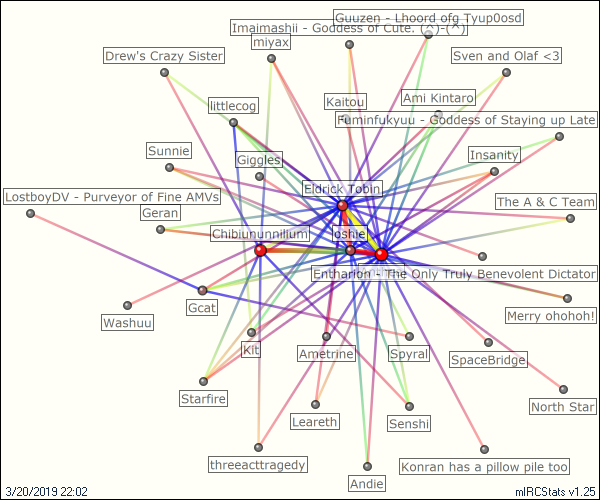 Guuzen - Lhoord ofg Tyup0osd
Imaimashii - Goddess of Cute. (^)-(^)
miyax
Drew's Crazy Sister
Sven and Olaf <3
Kaitou
Ami Kintaro
littlecog
Fuminfukyuu - Goddess of Staying up Late
Sunnie
Giggles
Insanity
Eldrick Tobin
LostboyDV - Purveyor of Fine AMVs
The A & C Team
Geran
Chibiununnilium
oshie
Entharion - The Only Truly Benevolent Dictator
Gcat
Merry ohohoh!
Washuu
Kit
Ametrine
Spyral
SpaceBridge
Starfire
North Star
Leareth
Senshi
threeacttragedy
Konran has a pillow pile too
Andie
3/20/2019 22:02
mIRCStats v1.25